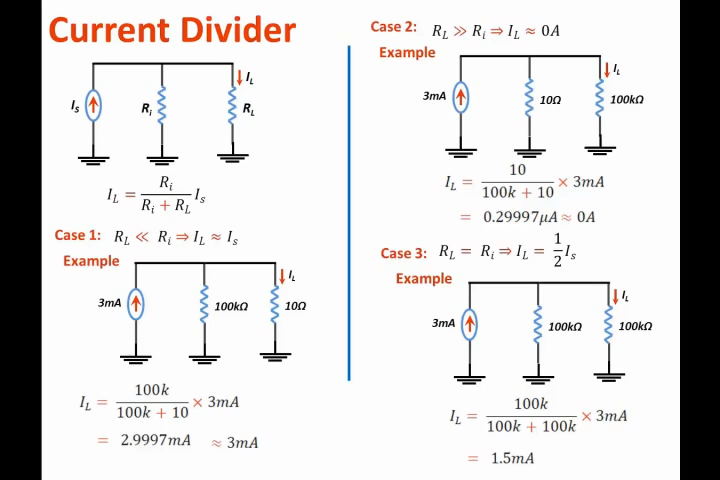 Current Divider
I_s R_i R_L I_L
I_L = R_i / (R_i + R_L) I_s
Case 1: R_L ≪ R_i ⇒ I_L ≈ I_s
Example
3mA 100kΩ 10Ω I_L
I_L = 100k / (100k + 10) × 3mA
= 2.9997mA ≈ 3mA
Case 2: R_L ≫ R_i ⇒ I_L ≈ 0A
Example
3mA 10Ω 100kΩ I_L
I_L = 10 / (100k + 10) × 3mA
= 0.29997μA ≈ 0A
Case 3: R_L = R_i ⇒ I_L = 1/2 I_s
Example
3mA 100kΩ 100kΩ I_L
I_L = 100k / (100k + 100k) × 3mA
= 1.5mA